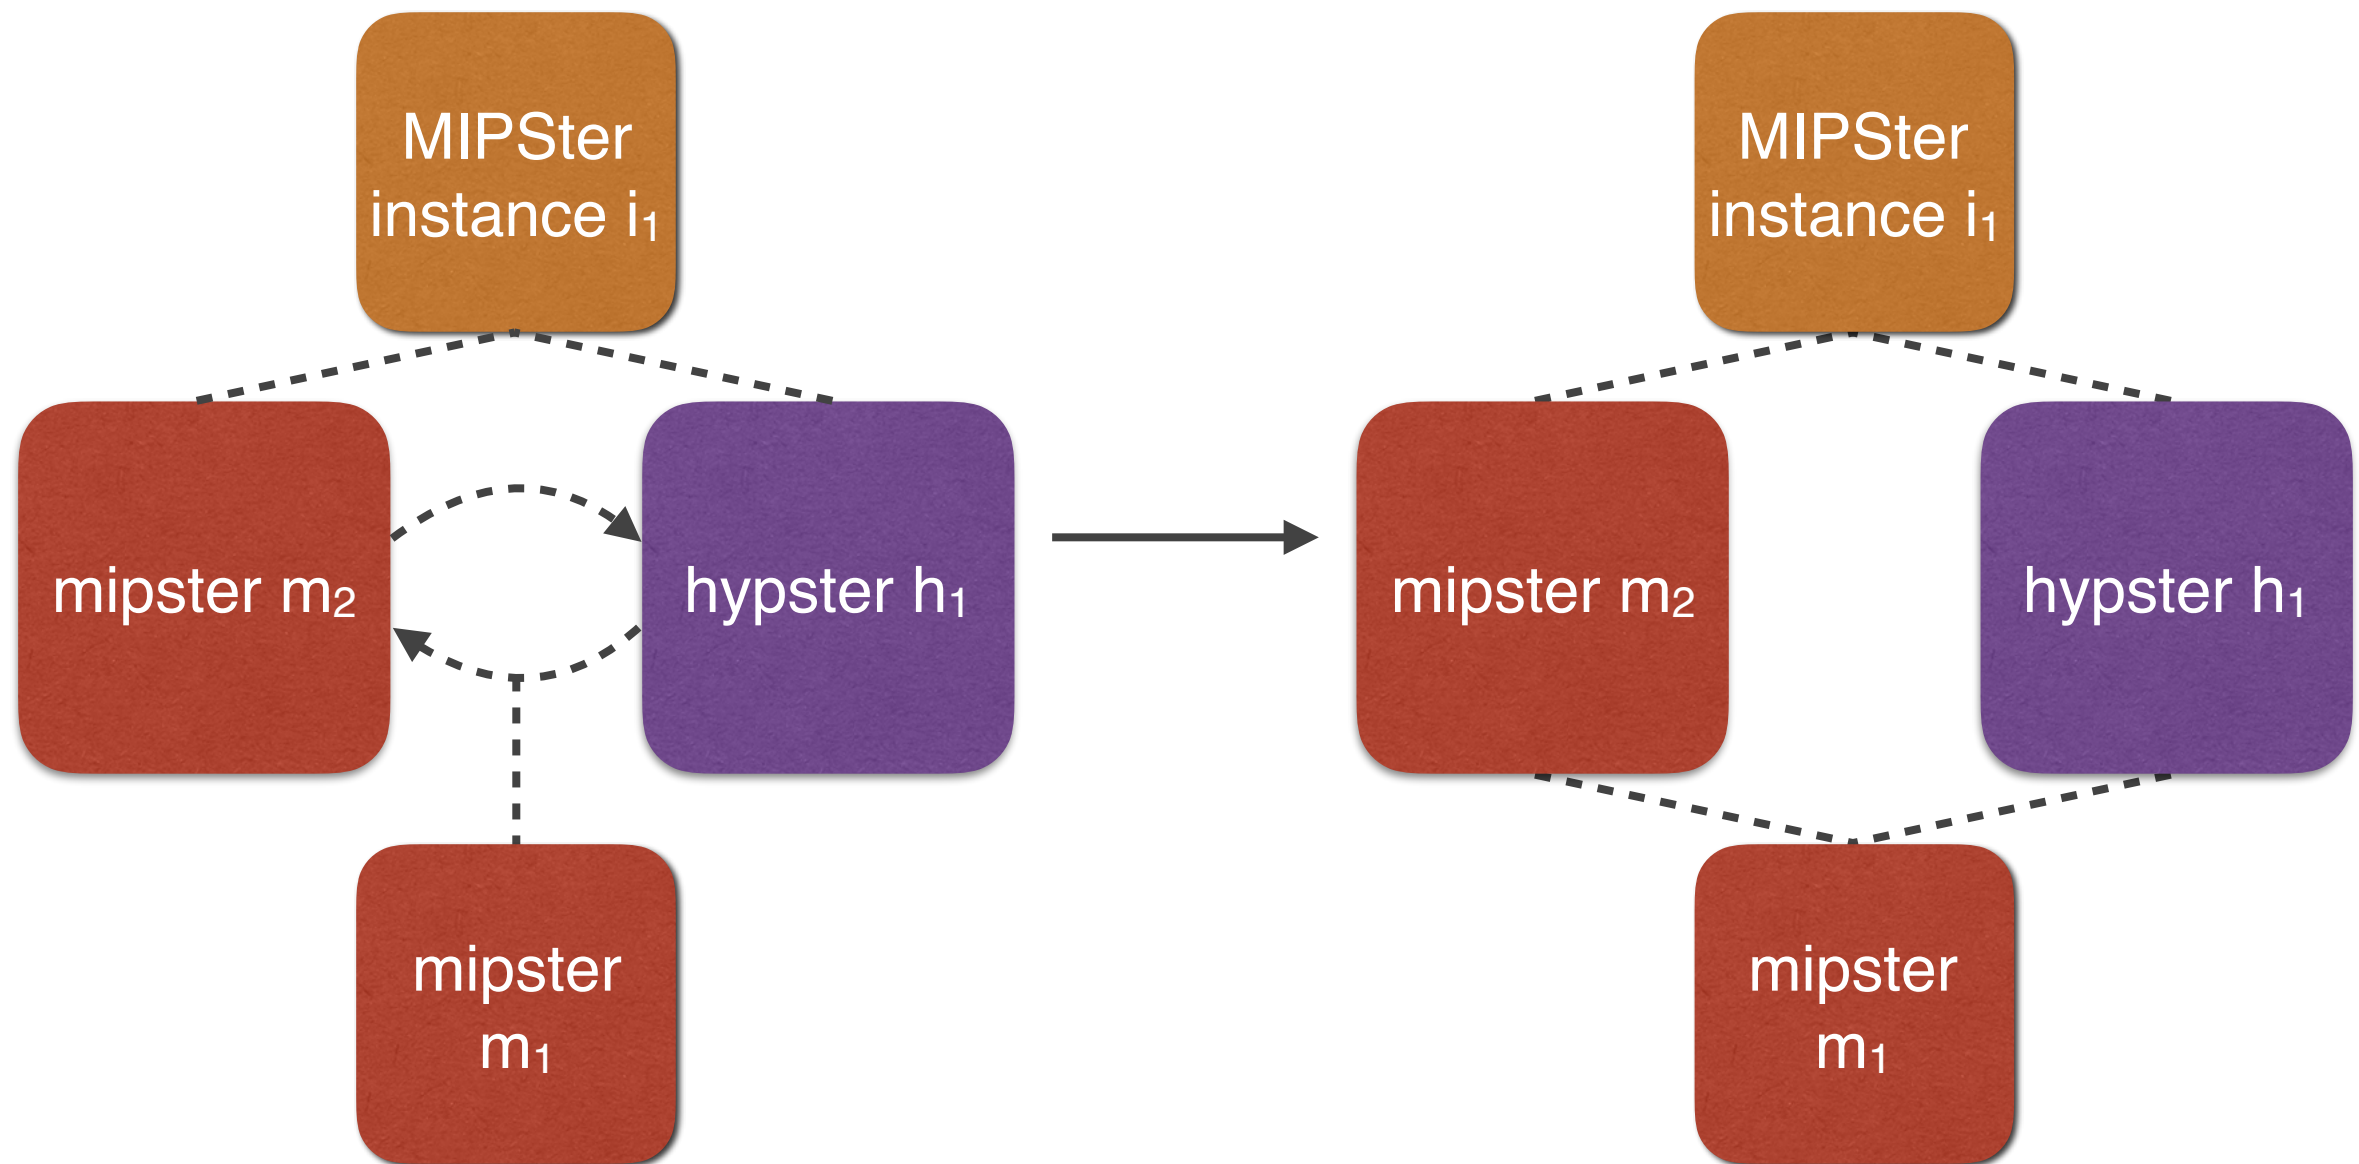 MIPSter
instance i₁
mipster m₂
hypster h₁
mipster
m₁
MIPSter
instance i₁
mipster m₂
hypster h₁
mipster
m₁